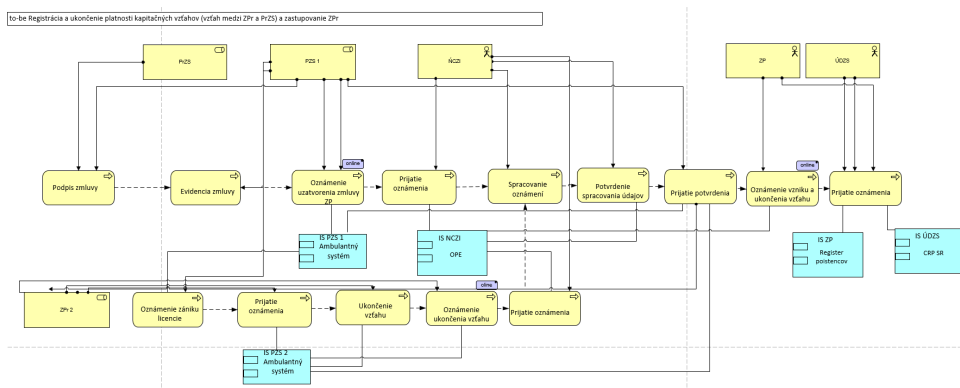 to-be Registrácia a ukončenie platnosti kapitačných vzťahov (vzťah medzi ZPr a PrZS) a zastupovanie ZPr
PrZS
PZS 1
ŃCZI
ZP
ÚDZS
online
online
Podpis zmluvy
Evidencia zmluvy
Oznámenie
uzatvorenia zmluvy
ZP
Prijatie
oznámenia
Spracovanie
oznámení
Potvrdenie
spracovania údajov
Prijatie potvrdenia
Oznámenie vzniku a
ukončenia vzťahu
Prijatie oznámenia
IS PZS 1
Ambulantný
systém
IS NCZI
OPE
IS ZP
Register
poistencov
IS ÚDZS
CRP SR
oline
ZPr 2
Oznámenie zániku
licencie
Prijatie
oznámenia
Ukončenie
vzťahu
Oznámenie
ukončenia vzťahu
Prijatie oznámenia
IS PZS 2
Ambulantný
systém